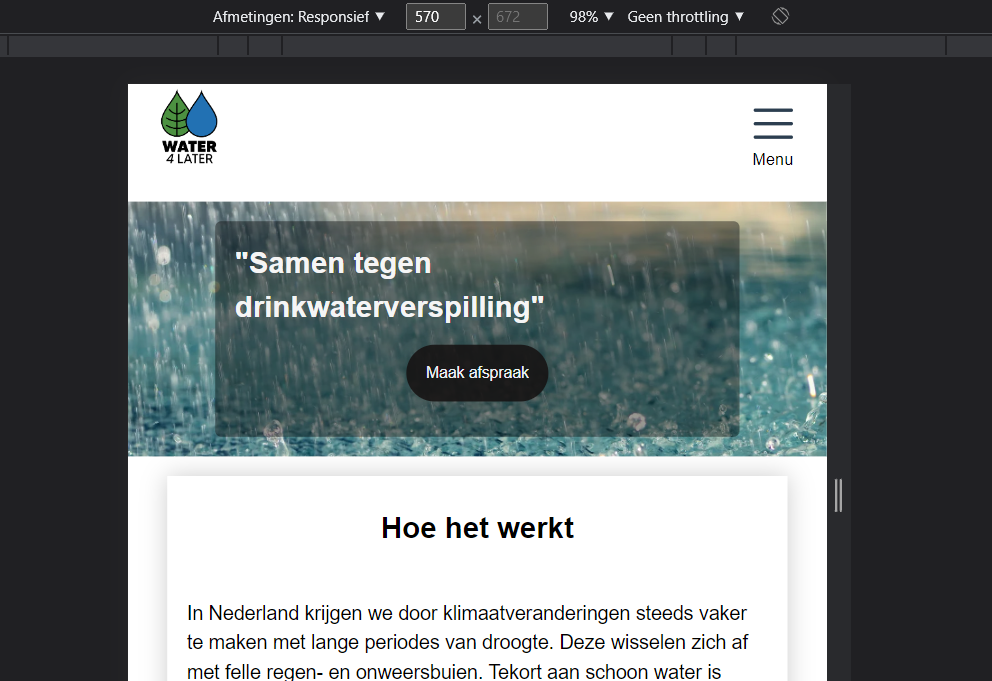 Afmetingen: Responsief ▼ 570 × 672 98% ▼ Geen throttling ▼
WATER
4 LATER
Menu
"Samen tegen
drinkwaterverspilling"
Maak afspraak
Hoe het werkt
In Nederland krijgen we door klimaatveranderingen steeds vaker
te maken met lange periodes van droogte. Deze wisselen zich af
met felle regen- en onweersbuien. Tekort aan schoon water is